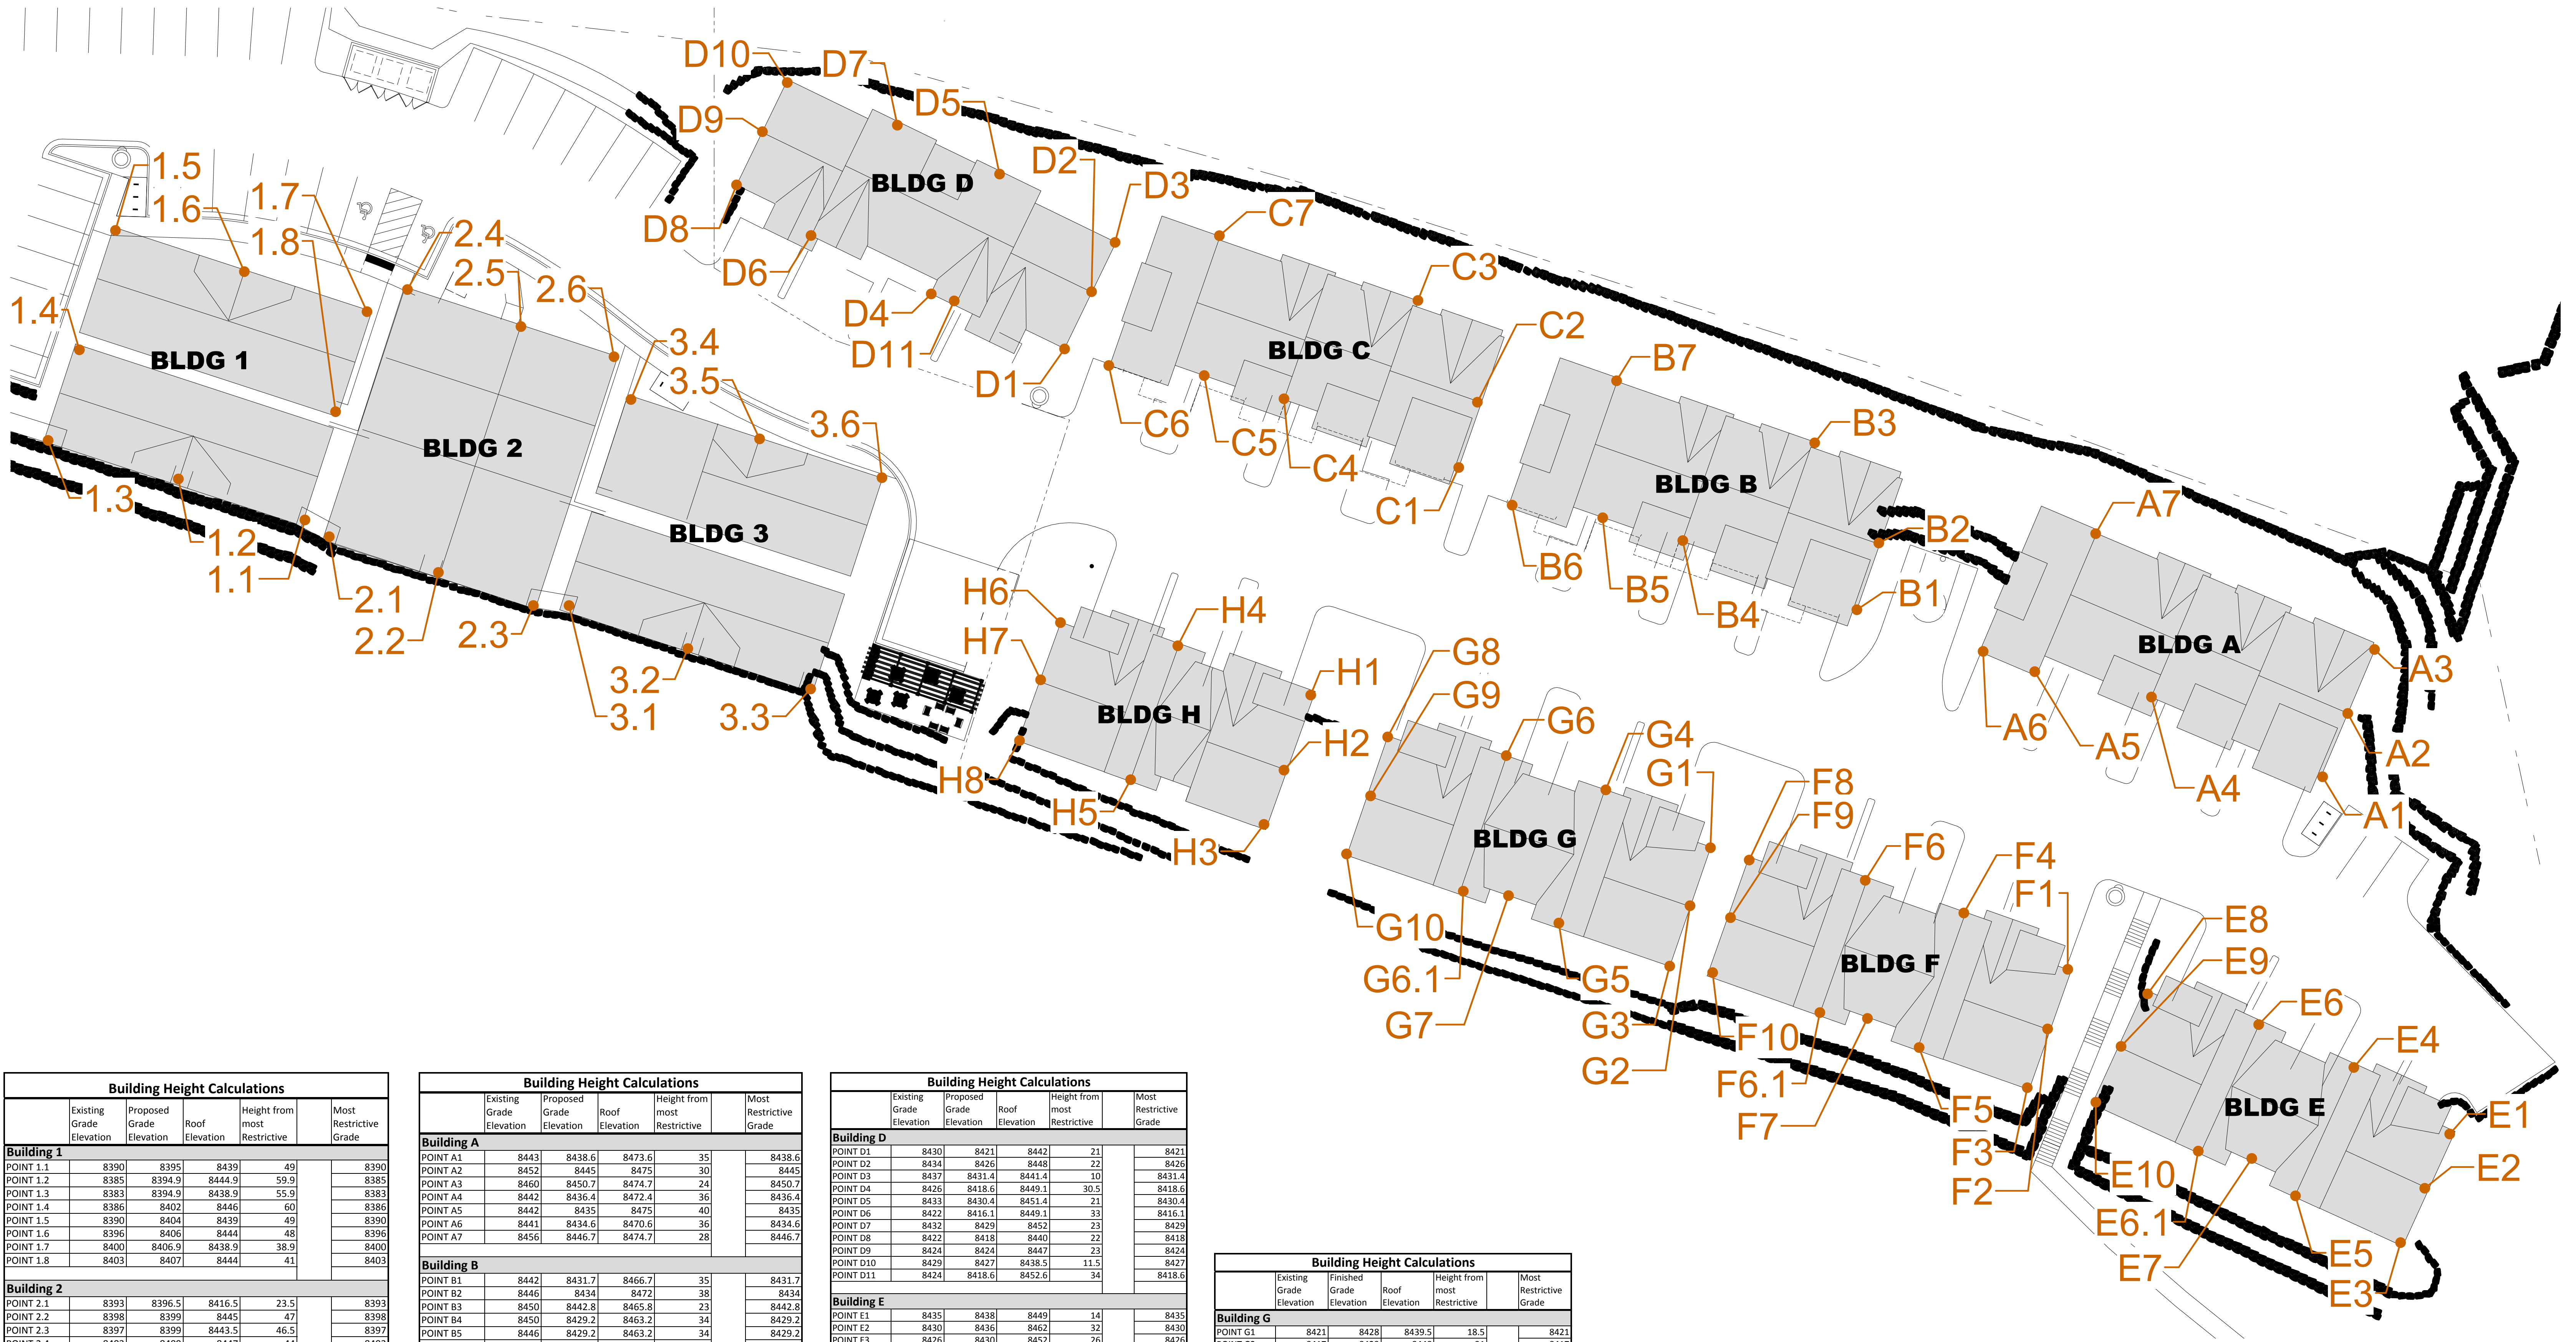 D10
D7
D5
D9
D2
D3
BLDG D
1.5
1.7
1.6
1.8
2.4
D8
C7
2.5
2.6
D6
C3
1.4
D4
3.4
C2
BLDG 1
D11
BLDG C
3.5
D1
B7
3.6
C6
C5
B3
BLDG 2
C4
BLDG B
1.3
C1
A7
BLDG 3
B2
1.2
B6
1.1
B5
H6
B1
2.1
H4
B4
2.2
2.3
H7
BLDG A
G8
A3
3.2
H1
G9
3.1
3.3
BLDG H
G6
G4
A6
H2
A5
A2
G1
H8
F8
A4
H5
F9
A1
BLDG G
H3
F6
F4
F1
G10
E8
G6.1
G5
BLDG F
E9
G7
G3
F10
E6
G2
F6.1
E4
F5
BLDG E
F7
E1
F3
E10
E2
F2
E6.1
E5
E7
E3
Building Height Calculations
Existing Grade Elevation Proposed Grade Elevation Roof Elevation Height from most Restrictive Most Restrictive Grade
Building 1
POINT 1.1 8390 8395 8439 49 8390
POINT 1.2 8385 8394.9 8444.9 59.9 8385
POINT 1.3 8383 8394.9 8438.9 55.9 8383
POINT 1.4 8386 8402 8446 60 8386
POINT 1.5 8390 8404 8439 49 8390
POINT 1.6 8396 8406 8444 48 8396
POINT 1.7 8400 8406.9 8438.9 38.9 8400
POINT 1.8 8403 8407 8444 41 8403
Building 2
POINT 2.1 8393 8396.5 8416.5 23.5 8393
POINT 2.2 8398 8399 8445 47 8398
POINT 2.3 8397 8399 8443.5 46.5 8397
Building Height Calculations
Existing Grade Elevation Proposed Grade Elevation Roof Elevation Height from most Restrictive Most Restrictive Grade
Building A
POINT A1 8443 8438.6 8473.6 35 8438.6
POINT A2 8452 8445 8475 30 8445
POINT A3 8460 8450.7 8474.7 24 8450.7
POINT A4 8442 8436.4 8472.4 36 8436.4
POINT A5 8442 8435 8475 40 8435
POINT A6 8441 8434.6 8470.6 36 8434.6
POINT A7 8456 8446.7 8474.7 28 8446.7
Building B
POINT B1 8442 8431.7 8466.7 35 8431.7
POINT B2 8446 8434 8472 38 8434
POINT B3 8450 8442.8 8465.8 23 8442.8
POINT B4 8450 8429.2 8463.2 34 8429.2
POINT B5 8446 8429.2 8463.2 34 8429.2
Building Height Calculations
Existing Grade Elevation Proposed Grade Elevation Roof Elevation Height from most Restrictive Most Restrictive Grade
Building D
POINT D1 8430 8421 8442 21 8421
POINT D2 8434 8426 8448 22 8426
POINT D3 8437 8431.4 8441.4 10 8431.4
POINT D4 8426 8418.6 8449.1 30.5 8418.6
POINT D5 8433 8430.4 8451.4 21 8430.4
POINT D6 8422 8416.1 8449.1 33 8416.1
POINT D7 8432 8429 8452 23 8429
POINT D8 8422 8418 8440 22 8418
POINT D9 8424 8424 8447 23 8424
POINT D10 8429 8427 8438.5 11.5 8427
POINT D11 8424 8418.6 8452.6 34 8418.6
Building E
POINT E1 8435 8438 8449 14 8435
POINT E2 8430 8436 8462 32 8430
POINT E3 8426 8430 8452 26 8426
Building Height Calculations
Existing Grade Elevation Finished Grade Elevation Roof Elevation Height from most Restrictive Most Restrictive Grade
Building G
POINT G1 8421 8428 8439.5 18.5 8421